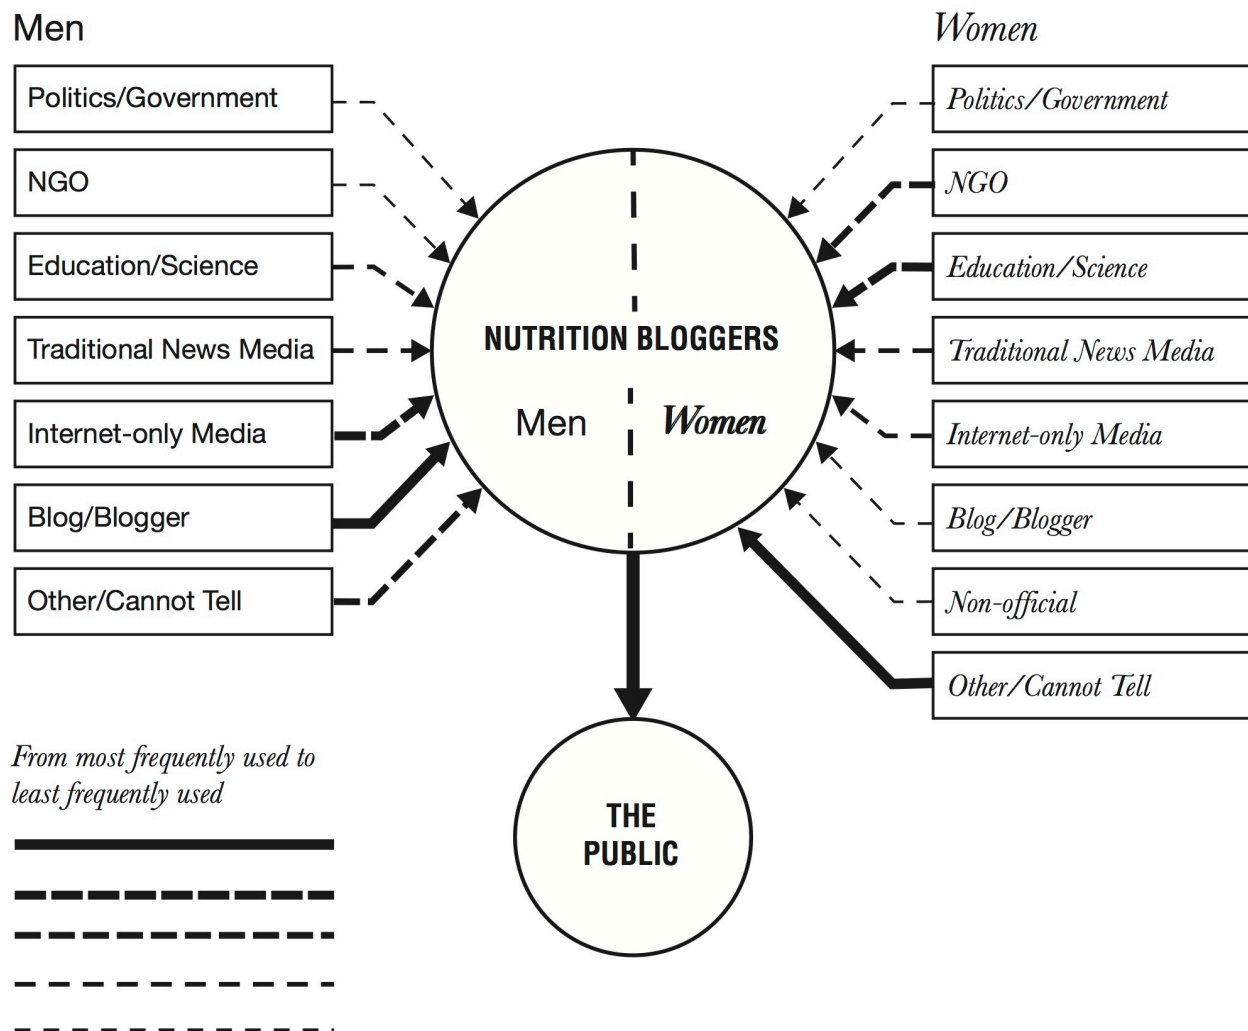 Men
Politics/Government
NGO
Education/Science
Traditional News Media
Internet-only Media
Blog/Blogger
Other/Cannot Tell
NUTRITION BLOGGERS
Men
Women
Women
Politics/Government
NGO
Education/Science
Traditional News Media
Internet-only Media
Blog/Blogger
Non-official
Other/Cannot Tell
THE
PUBLIC
From most frequently used to
least frequently used